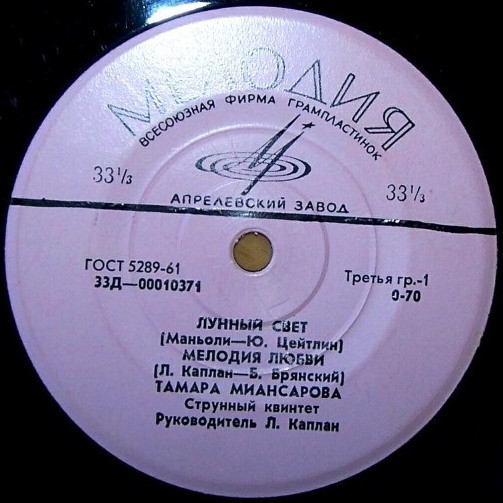 МЕЛОДИЯ
ВСЕСОЮЗНАЯ ФИРМА ГРАМПЛАСТИНОК
33⅓ 33⅓
АПРЕЛЕВСКИЙ ЗАВОД
ГОСТ 5289-61 Третья гр.-1
33Д—00010371 0-70
ЛУННЫЙ СВЕТ
(Маньоли—Ю. Цейтлин)
МЕЛОДИЯ ЛЮБВИ
(Л. Каплан—Б. Брянский)
ТАМАРА МИАНСАРОВА
Струнный квинтет
Руководитель Л. Каплан